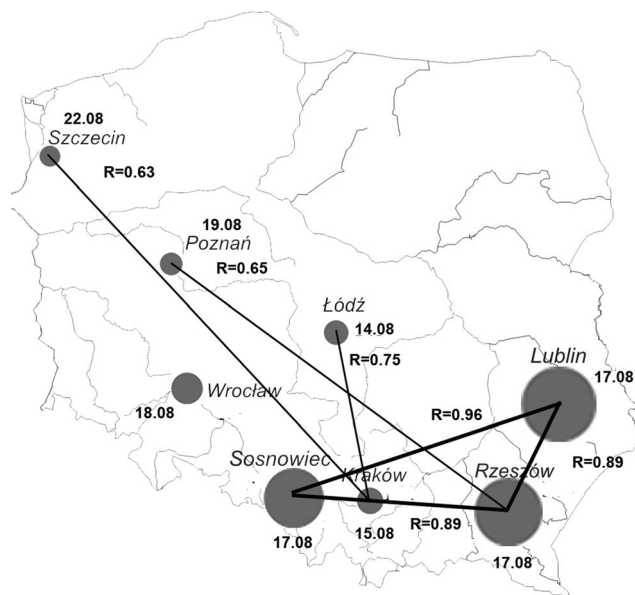 22.08
Szczecin
R=0.63
19.08
Poznań
R=0.65
Łódź
14.08
R=0.75
Lublin
17.08
Wrocław
18.08
R=0.96
Sosnowiec
Kraków
Rzeszów
R=0.89
R=0.89
17.08
15.08
17.08